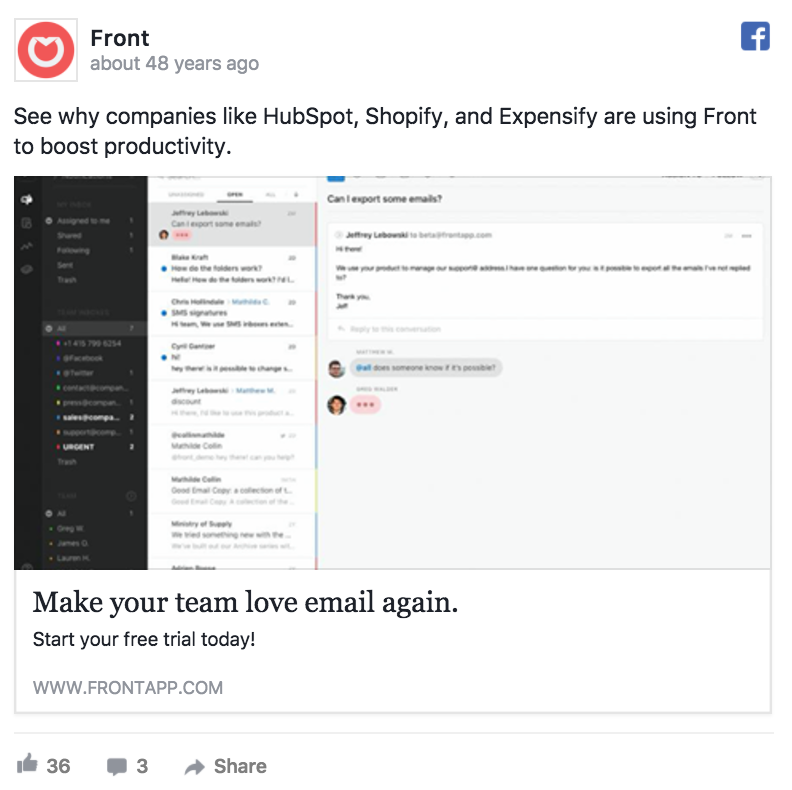 Front
about 48 years ago
See why companies like HubSpot, Shopify, and Expensify are using Front
to boost productivity.
MY INBOX
Assigned to me 1
Shared 1
Following 1
Sent
Trash
TEAM INBOXES
All 7
+1 415 799 5254
@Facebook
@Twitter 1
contact@compan...
press@compan... 1
sales@compa... 2
support@comp... 1
URGENT 2
Trash
TEAM
All 1
Greg W.
James O.
Lauren H.
UNASSIGNED OPEN ALL
Jeffrey Lebowski
Can I export some emails?
Blake Kraft
How do the folders work?
Hello! How do the folders work? I'd l...
Chris Hollindale › Mathilde C.
SMS signatures
Hi team, We use SMS inboxes exten...
Cyril Gantzer
hi!
hey there! is it possible to change s...
Jeffrey Lebowski › Matthew M.
discount
Hi there, I'd like to use this product a...
@callinmathilde
Mathilde Collin
@front_demo hey there! can you help?
Mathilde Collin
Good Email Copy: a collection of t...
Good Email Copy: A collection of the ...
Ministry of Supply
We tried something new with the ...
We've built out our Archive series wit...
Adrien Roose
Can I export some emails?
Jeffrey Lebowski to beta@frontapp.com
Hi there!
We use your product to manage our support@ address.I have one question for you: is it possible to export all the emails I've not replied
to?
Thank you,
Jeff
Reply to this conversation
MATTHEW M.
@all does someone know if it's possible?
GREG WALDER
Make your team love email again.
Start your free trial today!
WWW.FRONTAPP.COM
36 3 Share